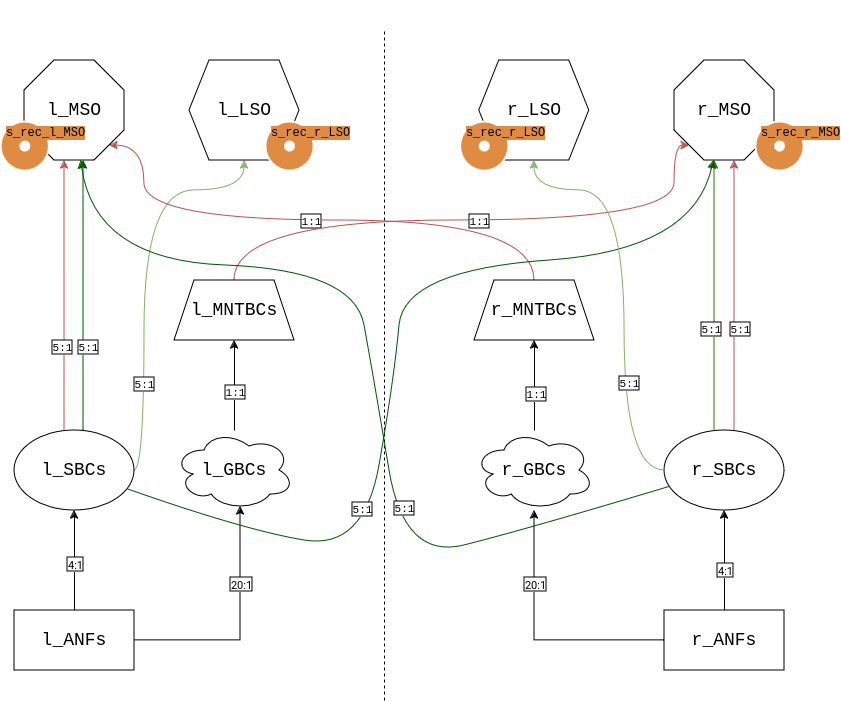 l_MSO
l_LSO
r_LSO
r_MSO
s_rec_l_MSO
s_rec_r_LSO
s_rec_r_LSO
s_rec_r_MSO
1:1
1:1
l_MNTBCs
r_MNTBCs
5:1
5:1
5:1
5:1
5:1
5:1
1:1
1:1
l_SBCs
l_GBCs
r_GBCs
r_SBCs
5:1
5:1
4:1
20:1
20:1
4:1
l_ANFs
r_ANFs